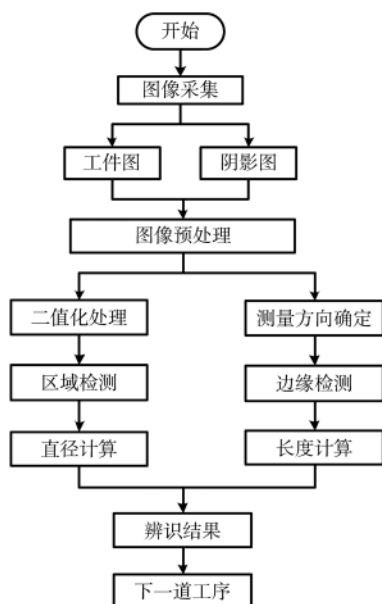 开始
图像采集
工件图
阴影图
图像预处理
二值化处理
测量方向确定
区域检测
边缘检测
直径计算
长度计算
辨识结果
下一道工序